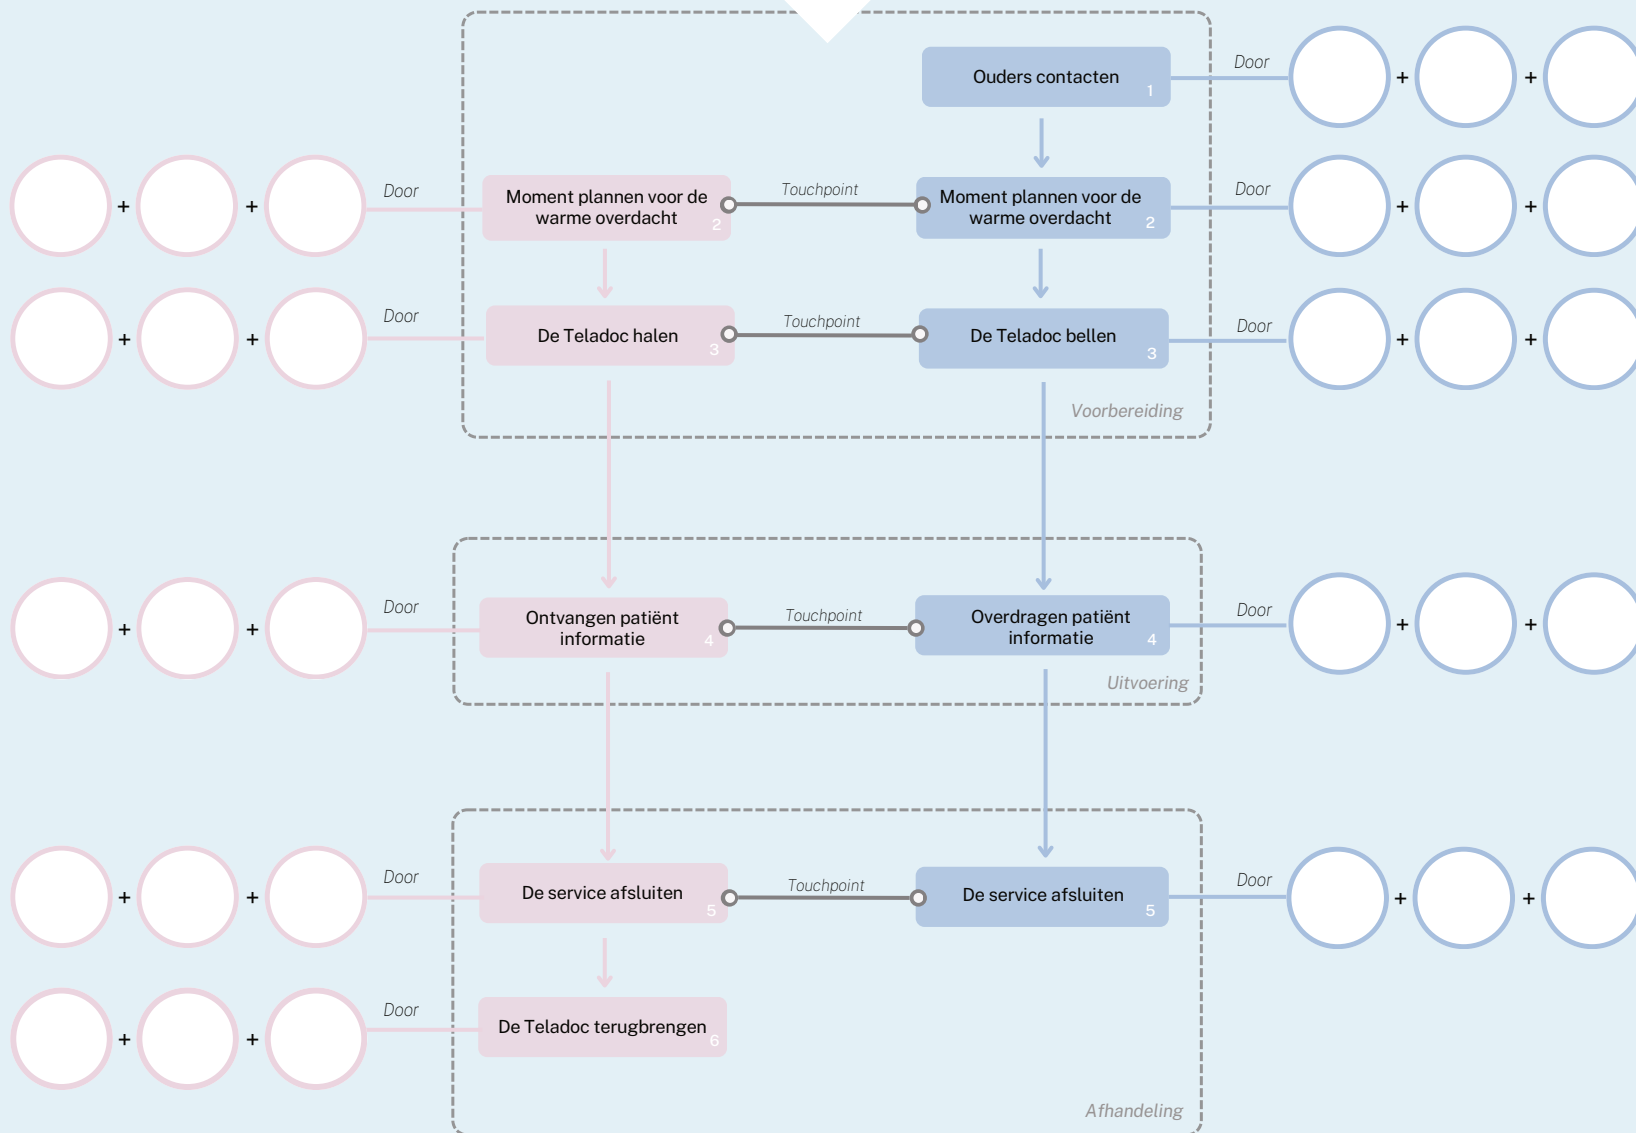 Ouders contacten
1
Door
+
+
+
+
Door
Moment plannen voor de
warme overdacht
2
Touchpoint
Moment plannen voor de
warme overdacht
2
Door
+
+
+
+
Door
De Teladoc halen
3
Touchpoint
De Teladoc bellen
3
Door
+
+
Voorbereiding
+
+
Door
Ontvangen patiënt
informatie
4
Touchpoint
Overdragen patiënt
informatie
4
Door
+
+
Uitvoering
+
+
Door
De service afsluiten
5
Touchpoint
De service afsluiten
5
Door
+
+
+
+
Door
De Teladoc terugbrengen
6
Afhandeling